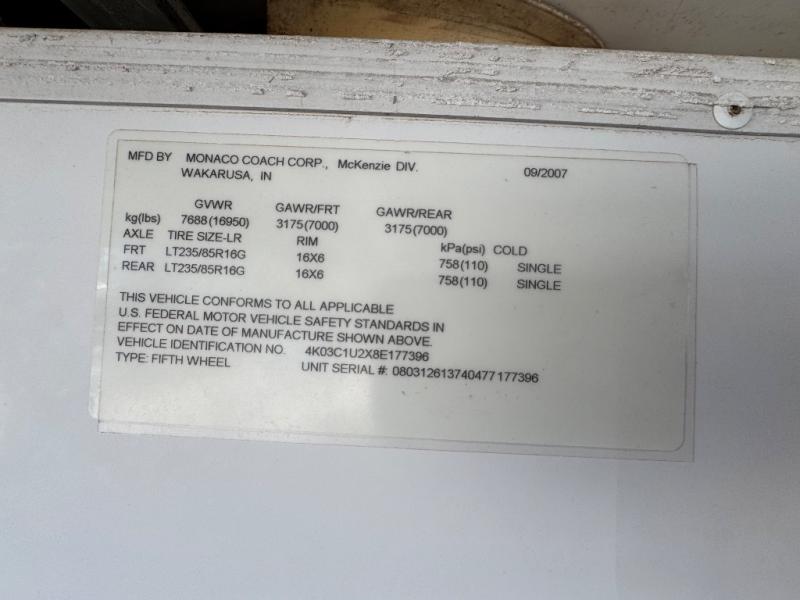 MFD BY MONACO COACH CORP., McKenzie DIV. 09/2007
WAKARUSA, IN
GVWR GAWR/FRT GAWR/REAR
kg(lbs) 7688(16950) 3175(7000) 3175(7000)
AXLE TIRE SIZE-LR RIM kPa(psi) COLD
FRT LT235/85R16G 16X6 758(110) SINGLE
REAR LT235/85R16G 16X6 758(110) SINGLE
THIS VEHICLE CONFORMS TO ALL APPLICABLE
U.S. FEDERAL MOTOR VEHICLE SAFETY STANDARDS IN
EFFECT ON DATE OF MANUFACTURE SHOWN ABOVE.
VEHICLE IDENTIFICATION NO. 4K03C1U2X8E177396
TYPE: FIFTH WHEEL UNIT SERIAL #: 080312613740477 177396